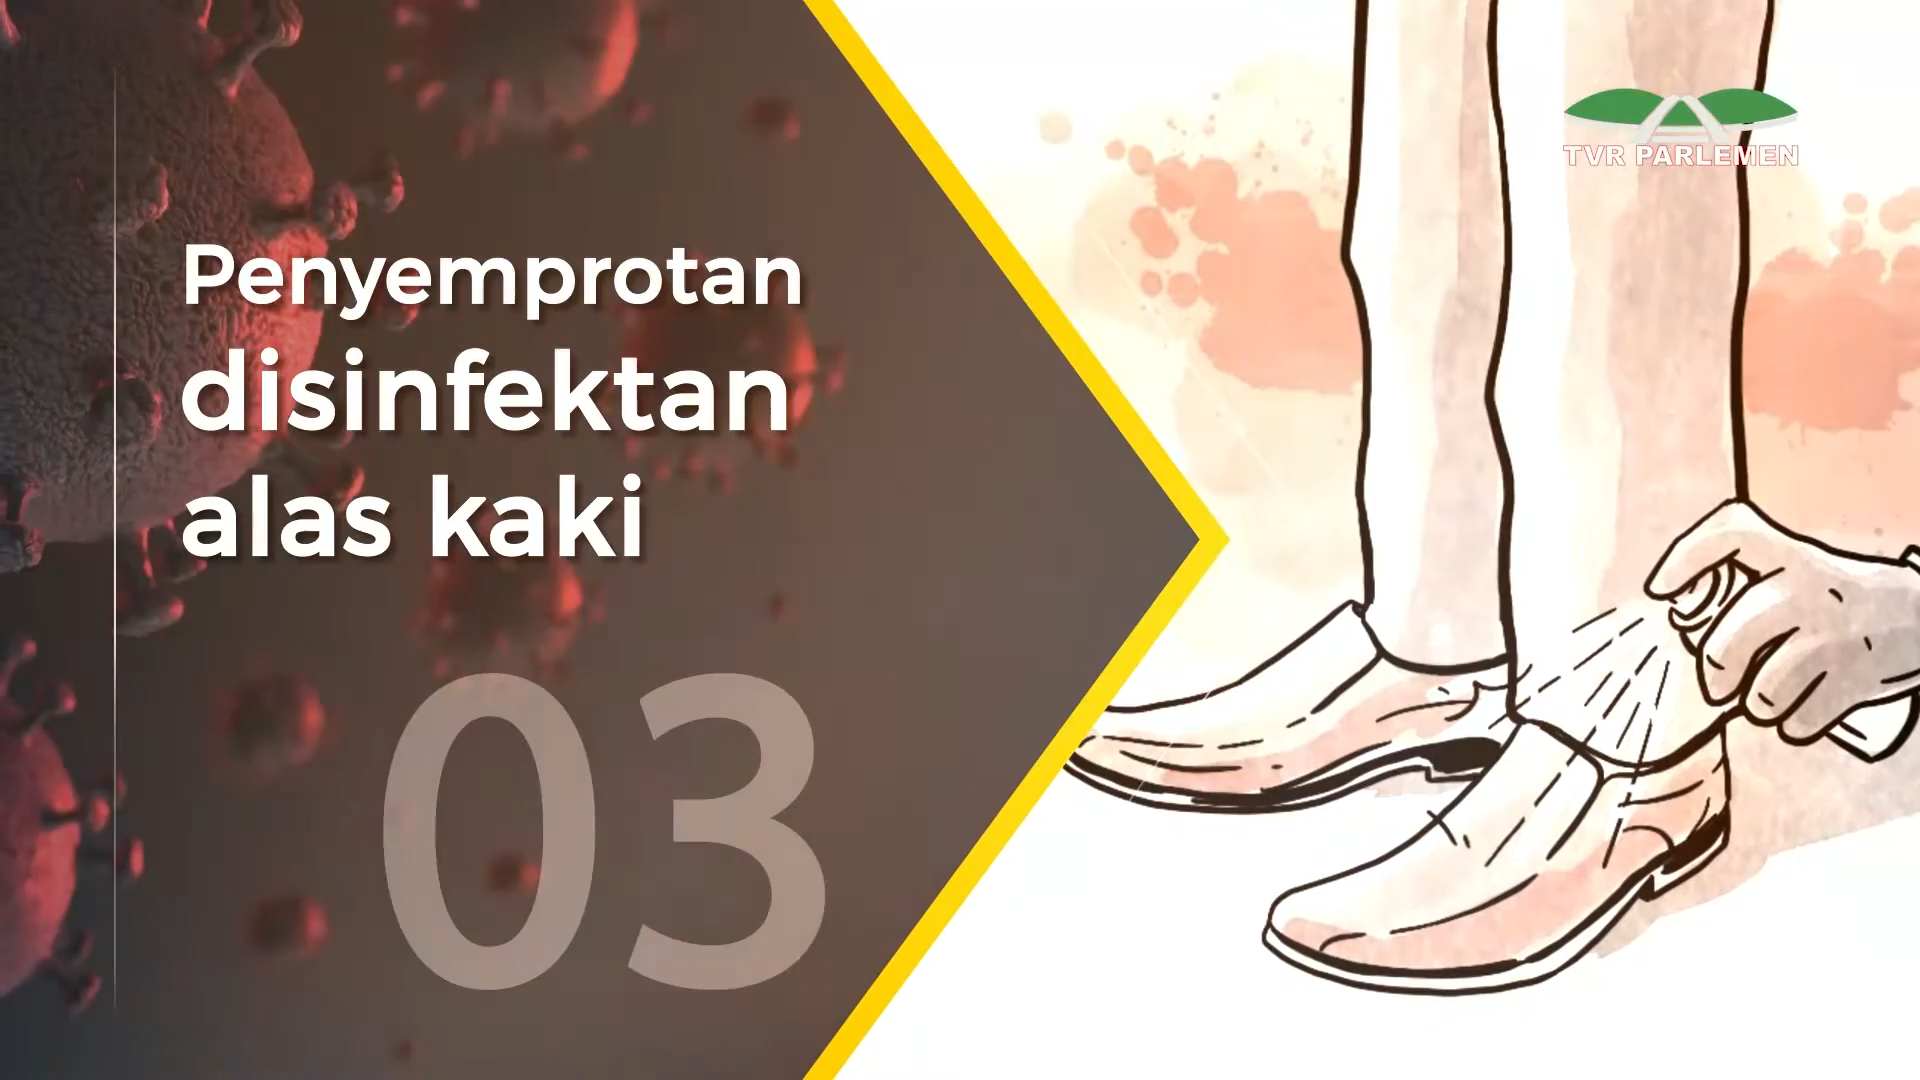 TVR PARLEMEN
Penyemprotan
disinfektan
alas kaki
03